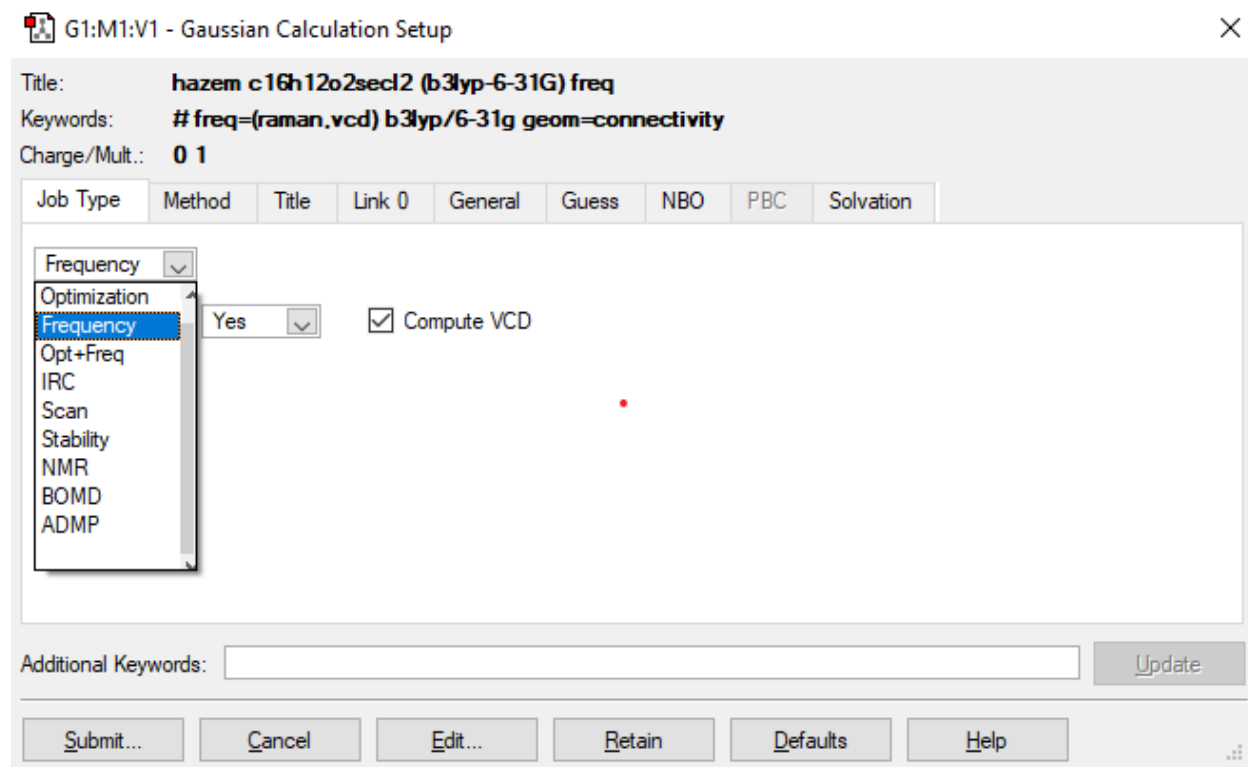 G1:M1:V1 - Gaussian Calculation Setup
Title: hazem c16h12o2secl2 (b3lyp-6-31G) freq
Keywords: # freq=(raman,vcd) b3lyp/6-31g geom=connectivity
Charge/Mult.: 0 1
Job Type Method Title Link 0 General Guess NBO PBC Solvation
Frequency
Optimization
Frequency Yes Compute VCD
Opt+Freq
IRC
Scan
Stability
NMR
BOMD
ADMP
Additional Keywords: Update
Submit... Cancel Edit... Retain Defaults Help